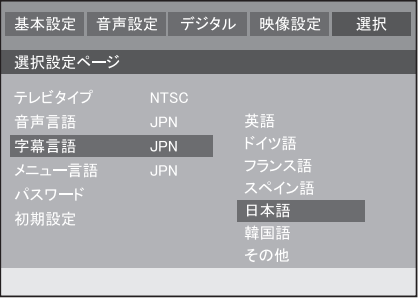 基本設定 音声設定 デジタル 映像設定 選択
選択設定ページ
テレビタイプ NTSC
音声言語 JPN
字幕言語 JPN
メニュー言語 JPN
パスワード
初期設定
英語
ドイツ語
フランス語
スペイン語
日本語
韓国語
その他